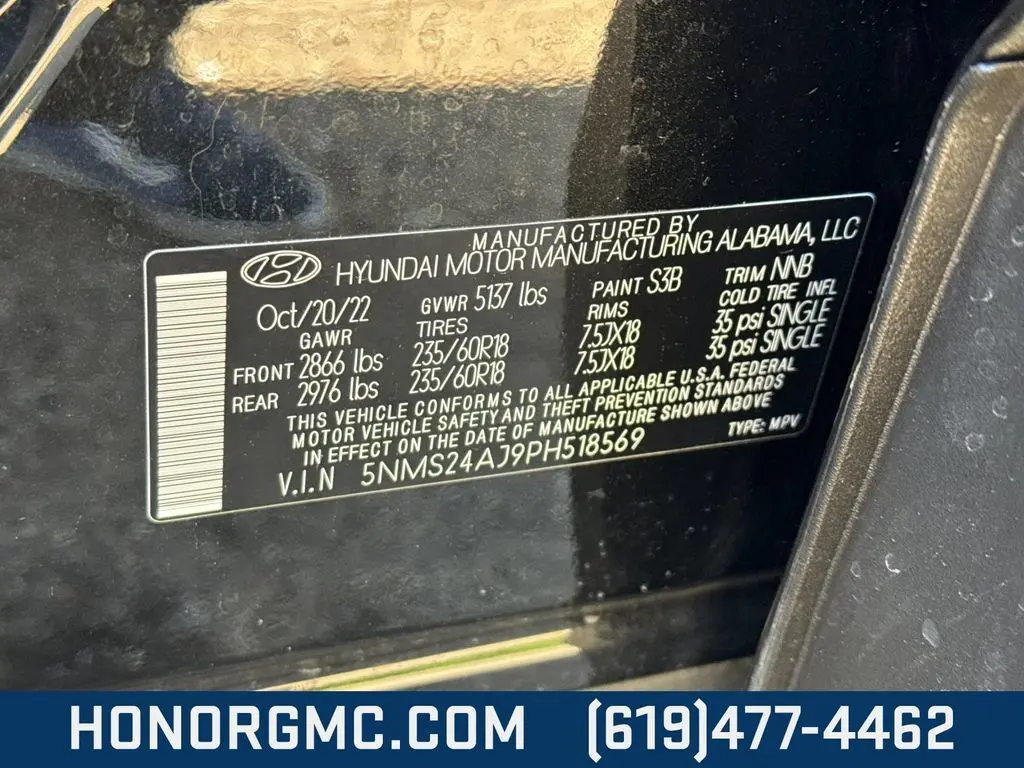 MANUFACTURED BY
HYUNDAI MOTOR MANUFACTURING ALABAMA, LLC
Oct/20/22 GVWR 5137 lbs PAINT S3B TRIM NNB
GAWR TIRES RIMS COLD TIRE INFL
FRONT 2866 lbs 235/60R18 7.5JX18 35 psi SINGLE
REAR 2976 lbs 235/60R18 7.5JX18 35 psi SINGLE
THIS VEHICLE CONFORMS TO ALL APPLICABLE U.S.A. FEDERAL
MOTOR VEHICLE SAFETY AND THEFT PREVENTION STANDARDS
IN EFFECT ON THE DATE OF MANUFACTURE SHOWN ABOVE
V.I.N 5NMS24AJ9PH518569 TYPE: MPV
HONORGMC.COM (619)477-4462